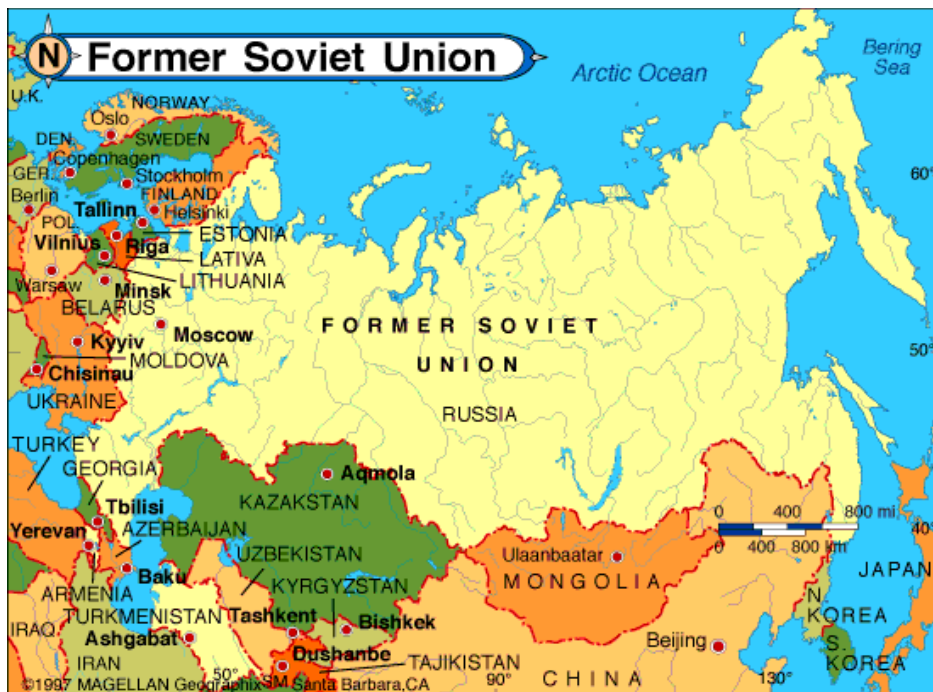 N Former Soviet Union
Arctic Ocean
Bering
Sea
U.K.
NORWAY
Oslo
SWEDEN
DEN.
Copenhagen
GER.
Stockholm
60°
Berlin
FINLAND
Tallinn
Helsinki
POL.
ESTONIA
Vilnius
Riga
LATIVA
LITHUANIA
Warsaw
Minsk
BELARUS
Moscow
FORMER SOVIET
UNION
Kyyiv
MOLDOVA
50°
Chisinau
UKRAINE
RUSSIA
TURKEY
GEORGIA
Aqmola
KAZAKSTAN
Tbilisi
Yerevan
AZERBAIJAN
0 800 mi
0 400 800 km
40°
UZBEKISTAN
Ulaanbaatar
MONGOLIA
JAPAN
Baku
KYRGYZSTAN
ARMENIA
TURKMENISTAN
Tashkent
Bishkek
N.
KOREA
IRAQ
Ashgabat
Beijing
S.
KOREA
Dushanbe
TAJIKISTAN
IRAN
50°
90°
CHINA
130°
©1997 MAGELLAN Geographix SM Santa Barbara,CA